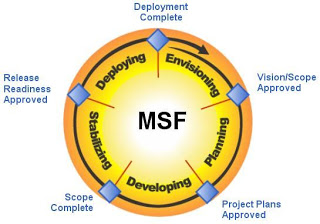 Deployment
Complete
Envisioning
Vision/Scope
Approved
Planning
Project Plans
Approved
Developing
Scope
Complete
Stabilizing
Release
Readiness
Approved
Deploying
MSF